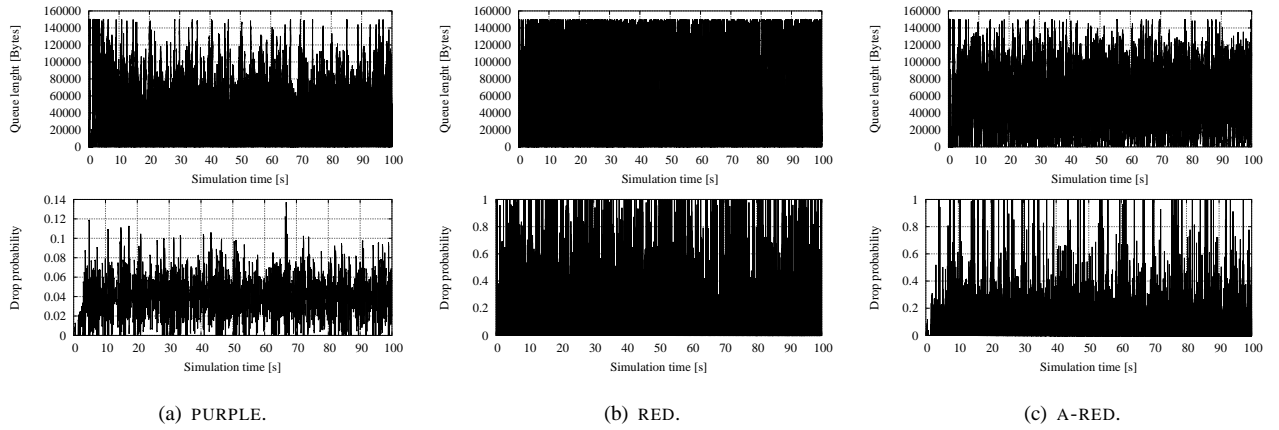 160000
140000
120000
100000
80000
60000
40000
20000
0
Queue lenght [Bytes]
0 10 20 30 40 50 60 70 80 90 100
Simulation time [s]
160000
140000
120000
100000
80000
60000
40000
20000
0
Queue lenght [Bytes]
0 10 20 30 40 50 60 70 80 90 100
Simulation time [s]
160000
140000
120000
100000
80000
60000
40000
20000
0
Queue lenght [Bytes]
0 10 20 30 40 50 60 70 80 90 100
Simulation time [s]
0.14
0.12
0.1
0.08
0.06
0.04
0.02
0
Drop probability
0 10 20 30 40 50 60 70 80 90 100
Simulation time [s]
1
0.8
0.6
0.4
0.2
0
Drop probability
0 10 20 30 40 50 60 70 80 90 100
Simulation time [s]
1
0.8
0.6
0.4
0.2
0
Drop probability
0 10 20 30 40 50 60 70 80 90 100
Simulation time [s]
(a) PURPLE.
(b) RED.
(c) A-RED.